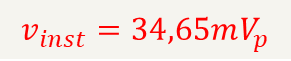 v_inst = 34,65mV_p